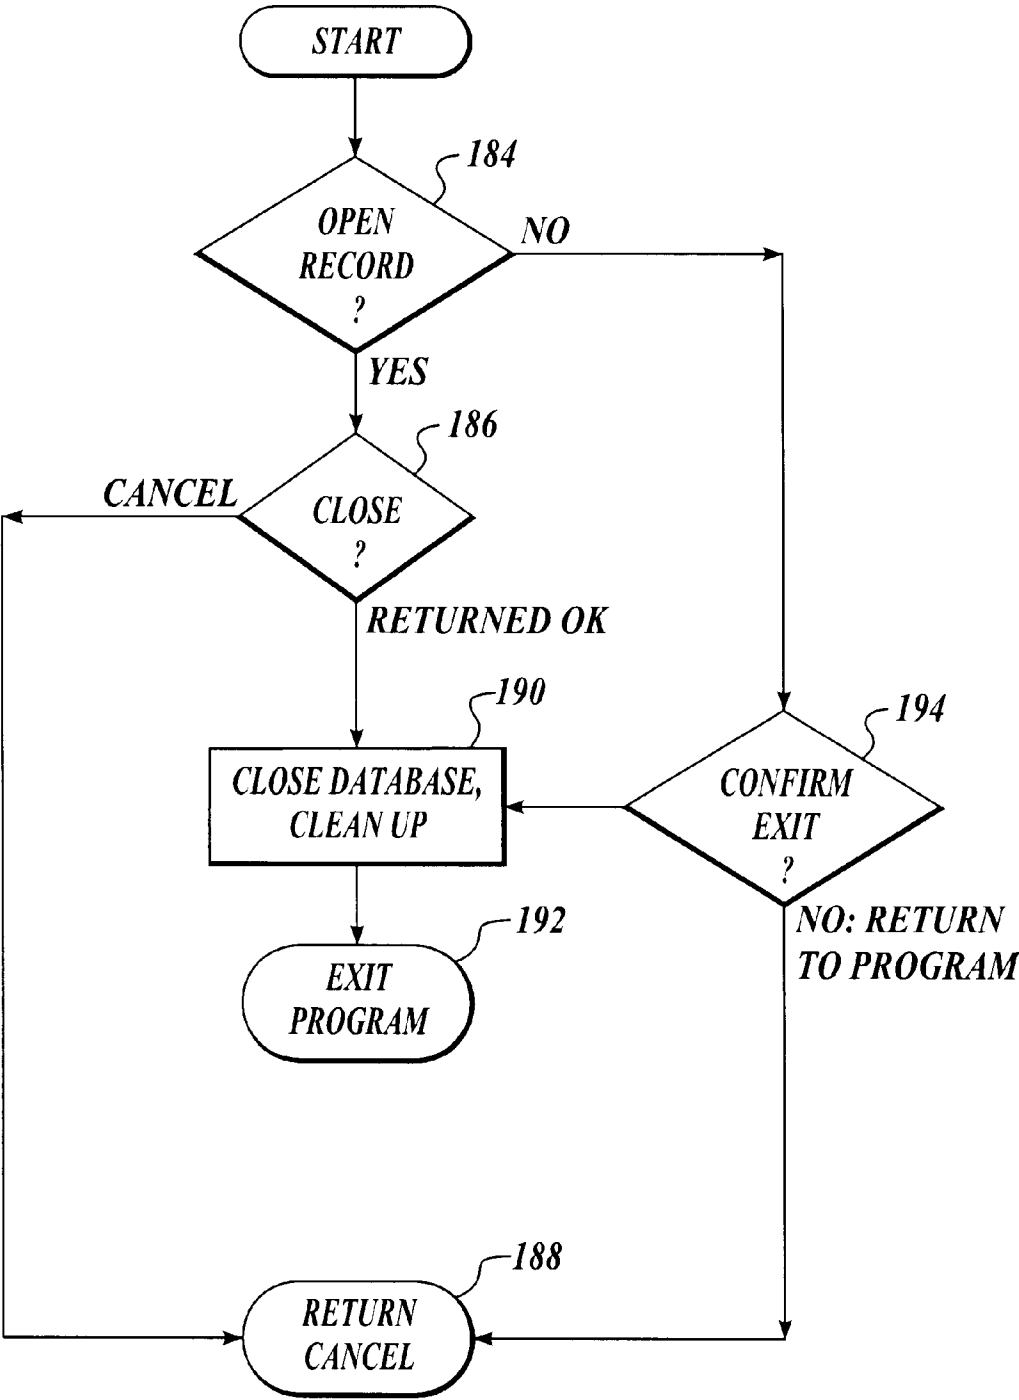 START
184
OPEN
RECORD
?
NO
YES
186
CANCEL
CLOSE
?
RETURNED OK
190
CLOSE DATABASE,
CLEAN UP
194
CONFIRM
EXIT
?
NO: RETURN
TO PROGRAM
192
EXIT
PROGRAM
188
RETURN
CANCEL